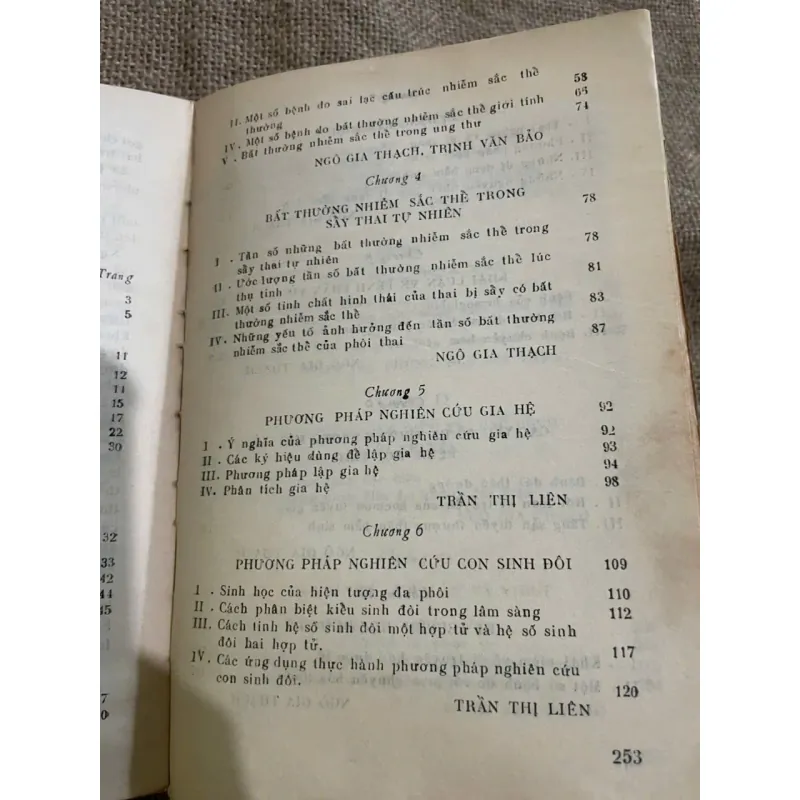 Trang
3
5
11
12
14
15
17
22
30
32
33
42
44
45
7
0
II. Một số bệnh do sai lạc cấu trúc nhiễm sắc thể thường 58
IV. Một số bệnh do bất thường nhiễm sắc thể giới tính 66
V . Bất thường nhiễm sắc thể trong ung thư 74
NGÔ GIA THẠCH, TRỊNH VĂN BẢO
Chương 4
BẤT THƯỜNG NHIỄM SẮC THỂ TRONG
SẨY THAI TỰ NHIÊN 78
I . Tần số những bất thường nhiễm sắc thể trong
sẩy thai tự nhiên 78
II . Ước lượng tần số bất thường nhiễm sắc thể lúc
thụ tinh 81
III. Một số tính chất hình thái của thai bị sẩy có bất
thường nhiễm sắc thể 83
IV. Những yếu tố ảnh hưởng đến tần số bất thường
nhiễm sắc thể của phôi thai 87
NGÔ GIA THẠCH
Chương 5
PHƯƠNG PHÁP NGHIÊN CỨU GIA HỆ 92
I . Ý nghĩa của phương pháp nghiên cứu gia hệ 92
II . Các ký hiệu dùng để lập gia hệ 93
III. Phương pháp lập gia hệ 94
IV. Phân tích gia hệ 98
TRẦN THỊ LIÊN
Chương 6
PHƯƠNG PHÁP NGHIÊN CỨU CON SINH ĐÔI 109
I . Sinh học của hiện tượng đa phôi 110
II . Cách phân biệt kiểu sinh đôi trong lâm sàng 112
III. Cách tính hệ số sinh đôi một hợp tử và hệ số sinh
đôi hai hợp tử. 117
IV. Các ứng dụng thực hành phương pháp nghiên cứu
con sinh đôi. 120
TRẦN THỊ LIÊN
253